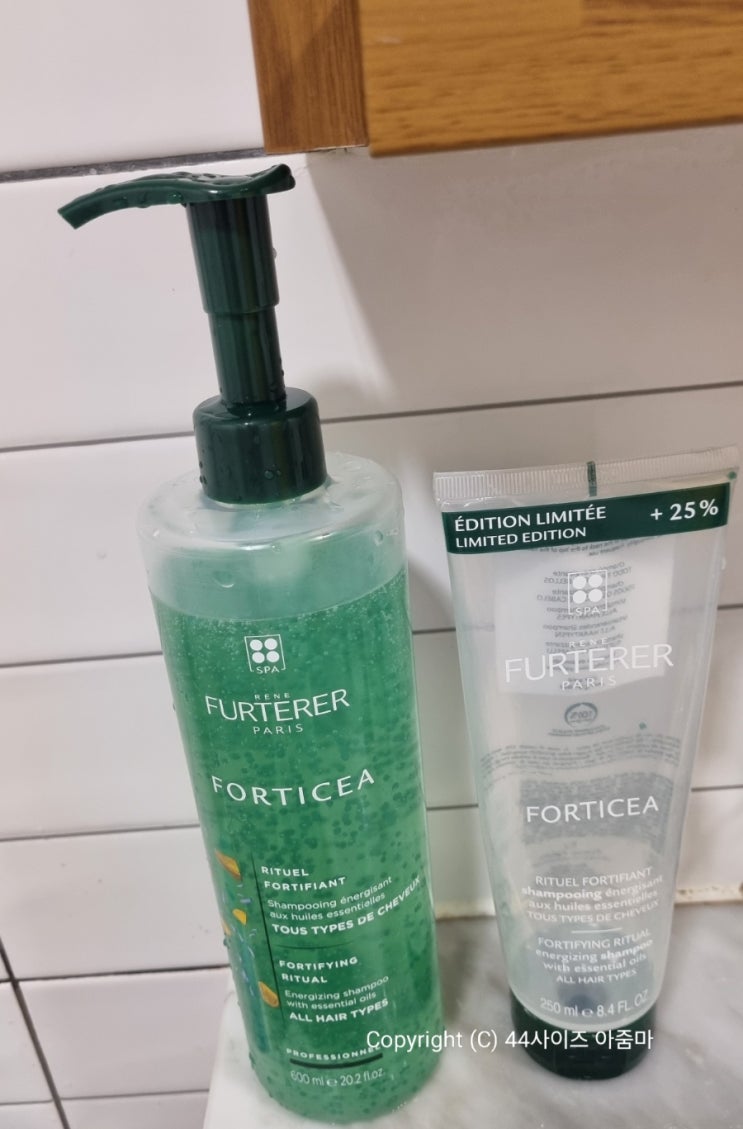 SPA
RENE
FURTERER
PARIS
FORTICEA
RITUEL
FORTIFIANT
Shampooing énergisant
aux huiles essentielles
TOUS TYPES DE CHEVEUX
FORTIFYING
RITUAL
Energizing shampoo
with essential oils
ALL HAIR TYPES
PROFESSIONNEL
600 ml e 20.2 fl.oz.
ÉDITION LIMITÉE
LIMITED EDITION
+ 25%
SPA
RENE
FURTERER
PARIS
FORTICEA
RITUEL FORTIFIANT
shampooing énergisant
aux huiles essentielles
TOUS TYPES DE CHEVEUX
FORTIFYING RITUAL
energizing shampoo
with essential oils
ALL HAIR TYPES
250 ml e 8.4 FL. OZ
Copyright (C) 44사이즈 아줌마